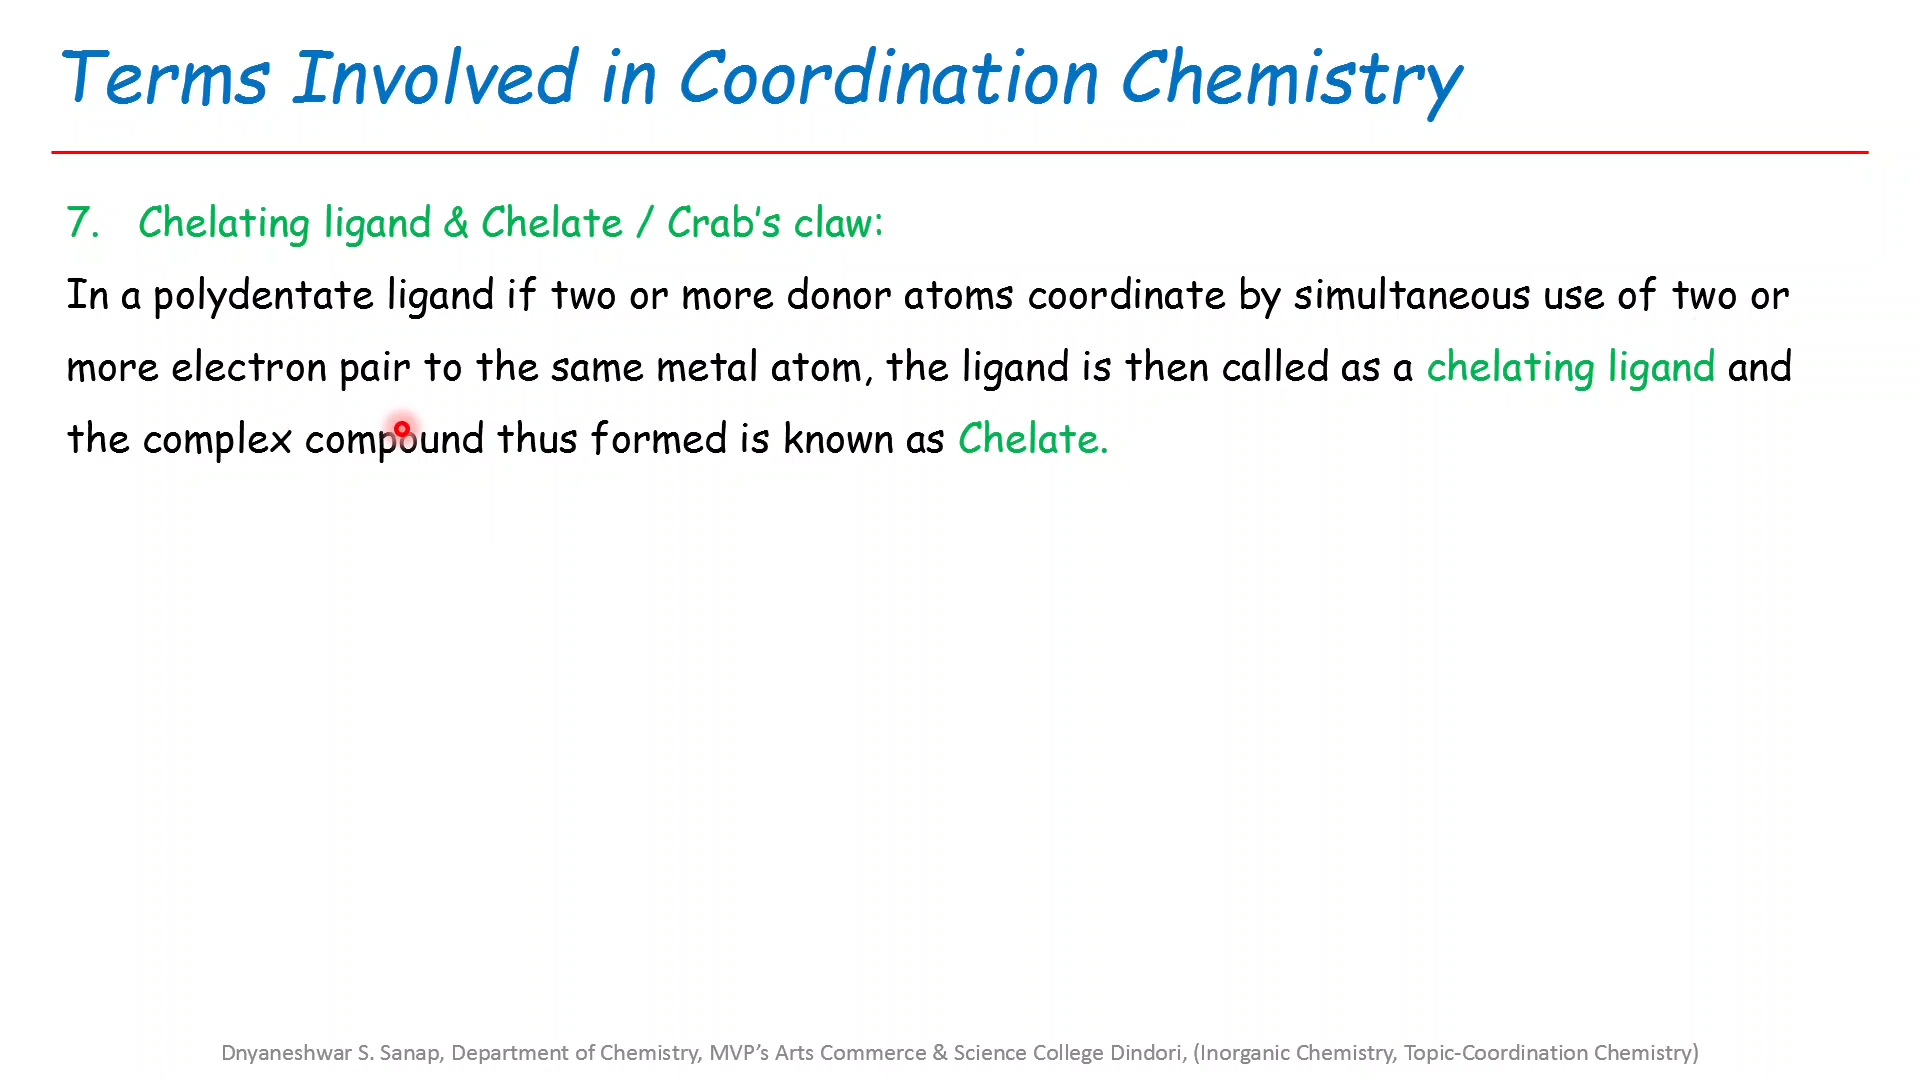 Terms Involved in Coordination Chemistry
7. Chelating ligand & Chelate / Crab's claw:
In a polydentate ligand if two or more donor atoms coordinate by simultaneous use of two or
more electron pair to the same metal atom, the ligand is then called as a chelating ligand and
the complex compound thus formed is known as Chelate.
Dnyaneshwar S. Sanap, Department of Chemistry, MVP’s Arts Commerce & Science College Dindori, (Inorganic Chemistry, Topic-Coordination Chemistry)